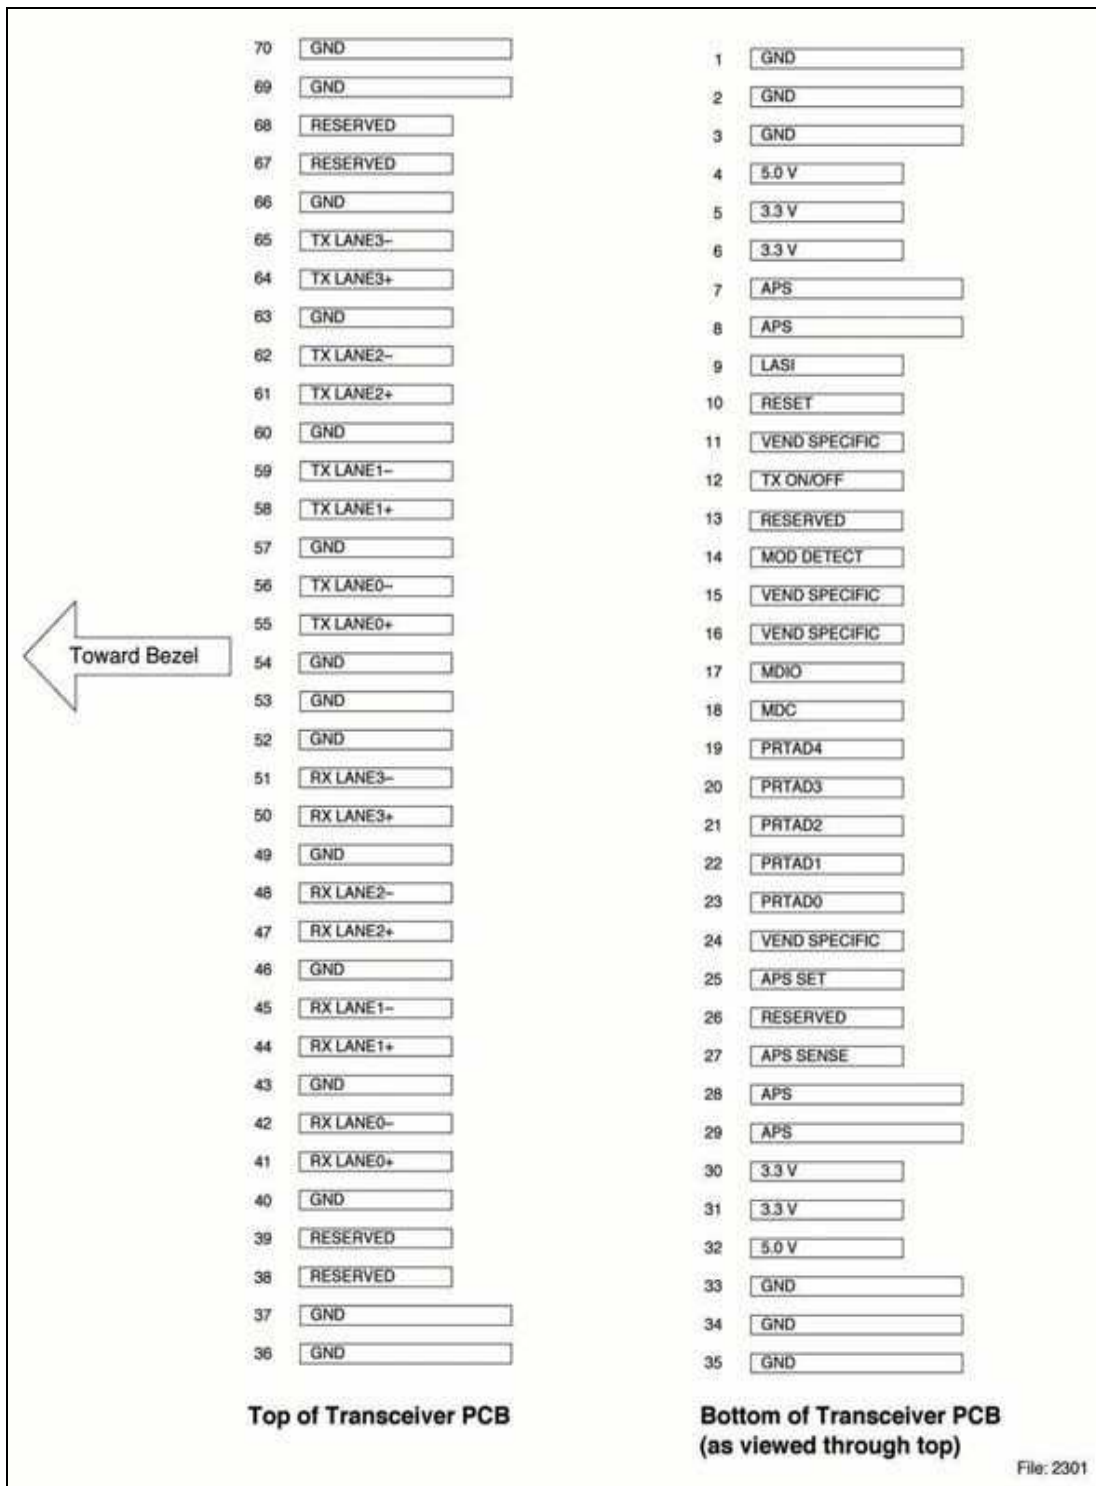 70 GND
69 GND
68 RESERVED
67 RESERVED
66 GND
65 TX LANE3–
64 TX LANE3+
63 GND
62 TX LANE2–
61 TX LANE2+
60 GND
59 TX LANE1–
58 TX LANE1+
57 GND
56 TX LANE0–
55 TX LANE0+
54 GND
53 GND
52 GND
51 RX LANE3–
50 RX LANE3+
49 GND
48 RX LANE2–
47 RX LANE2+
46 GND
45 RX LANE1–
44 RX LANE1+
43 GND
42 RX LANE0–
41 RX LANE0+
40 GND
39 RESERVED
38 RESERVED
37 GND
36 GND
Toward Bezel
Top of Transceiver PCB
1 GND
2 GND
3 GND
4 5.0 V
5 3.3 V
6 3.3 V
7 APS
8 APS
9 LASI
10 RESET
11 VEND SPECIFIC
12 TX ON/OFF
13 RESERVED
14 MOD DETECT
15 VEND SPECIFIC
16 VEND SPECIFIC
17 MDIO
18 MDC
19 PRTAD4
20 PRTAD3
21 PRTAD2
22 PRTAD1
23 PRTAD0
24 VEND SPECIFIC
25 APS SET
26 RESERVED
27 APS SENSE
28 APS
29 APS
30 3.3 V
31 3.3 V
32 5.0 V
33 GND
34 GND
35 GND
Bottom of Transceiver PCB
(as viewed through top)
File: 2301